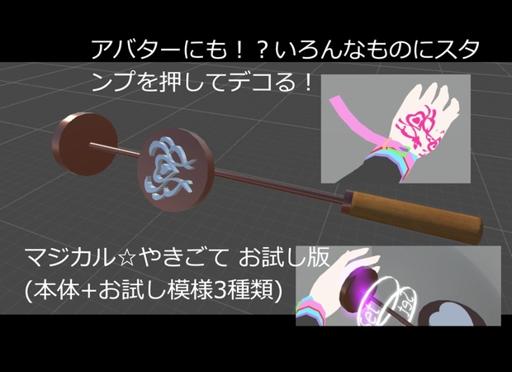 アバターにも！？いろんなものにスタ
ンプを押してデコる！
マジカル☆やきごて お試し版
(本体+お試し模様3種類)